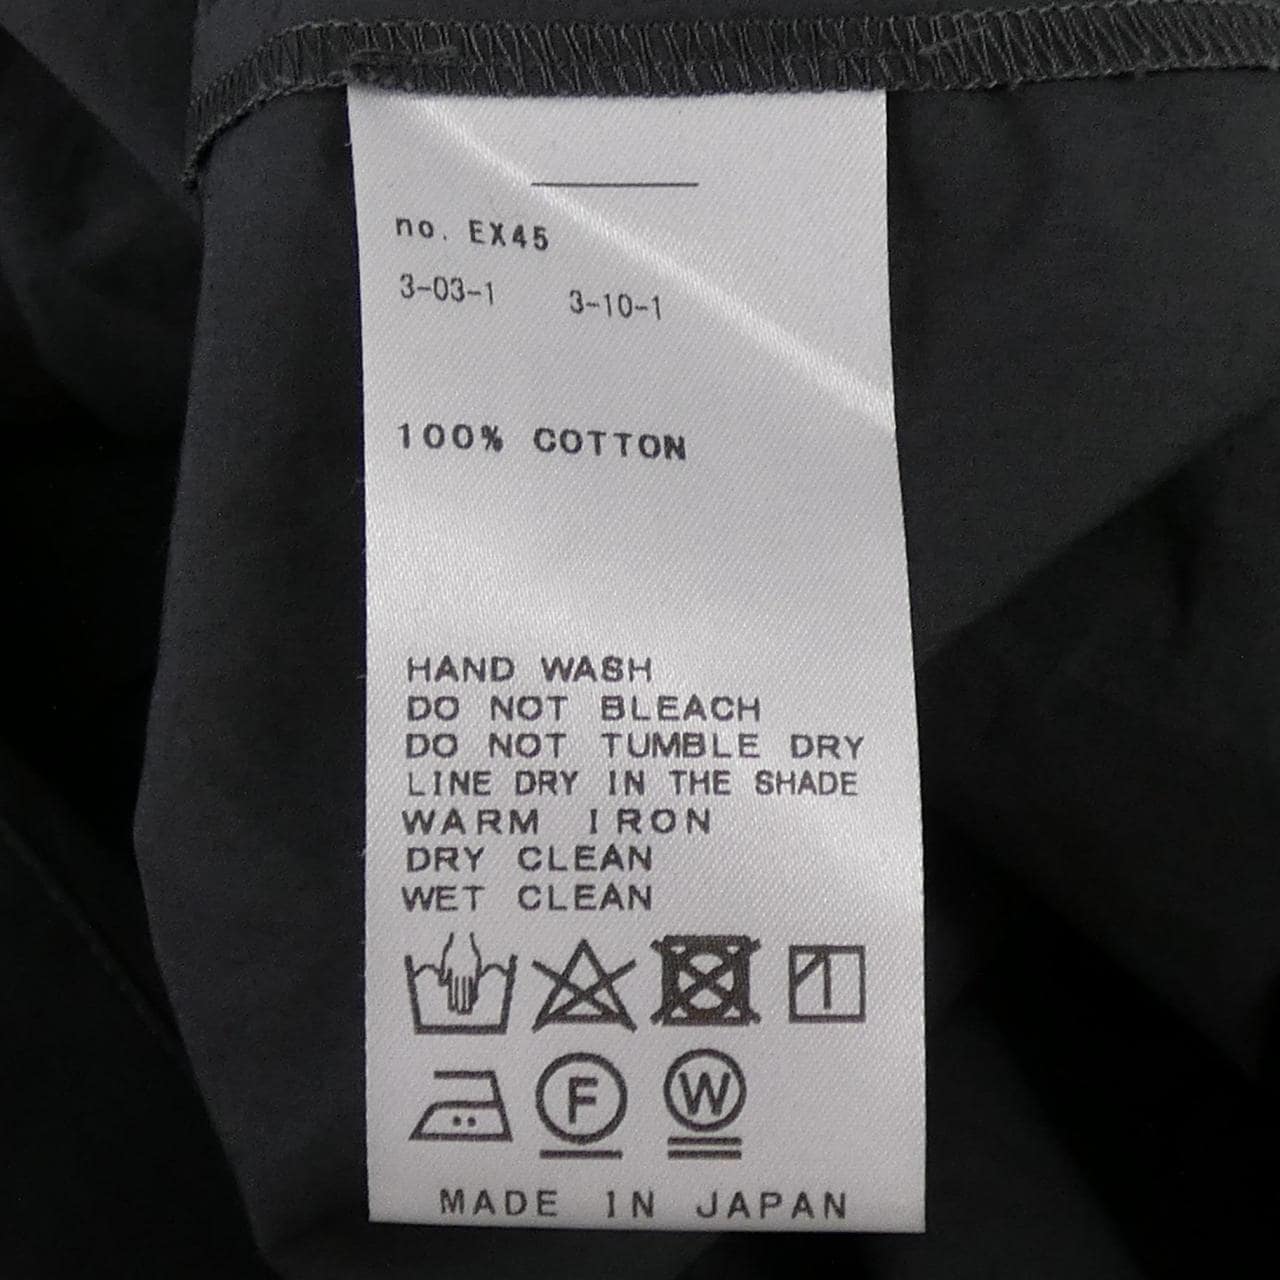 no. EX45
3-03-1 3-10-1
100% COTTON
HAND WASH
DO NOT BLEACH
DO NOT TUMBLE DRY
LINE DRY IN THE SHADE
WARM IRON
DRY CLEAN
WET CLEAN
F W
MADE IN JAPAN